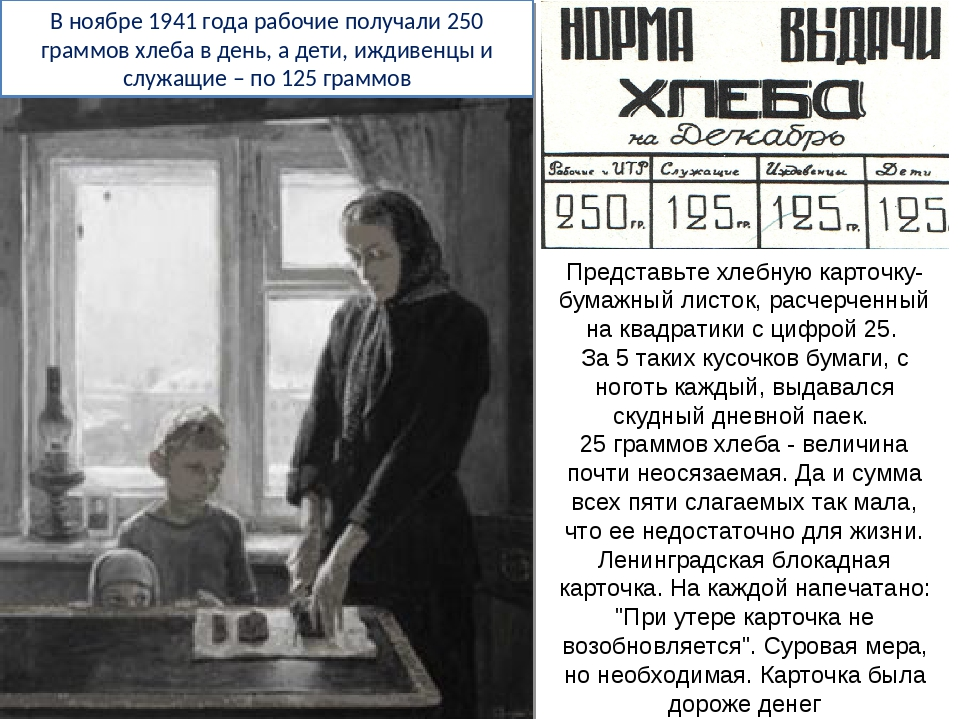 В ноябре 1941 года рабочие получали 250
граммов хлеба в день, а дети, иждивенцы и
служащие – по 125 граммов
НОРМА ВЫДАЧИ
ХЛЕБА
на Декабрь
Рабочие и ИТР Служащие Иждевенцы Дети
250 гр. 125 гр. 125 гр. 125
Представьте хлебную карточку-
бумажный листок, расчерченный
на квадратики с цифрой 25.
За 5 таких кусочков бумаги, с
ноготь каждый, выдавался
скудный дневной паек.
25 граммов хлеба - величина
почти неосязаемая. Да и сумма
всех пяти слагаемых так мала,
что ее недостаточно для жизни.
Ленинградская блокадная
карточка. На каждой напечатано:
"При утере карточка не
возобновляется". Суровая мера,
но необходимая. Карточка была
дороже денег